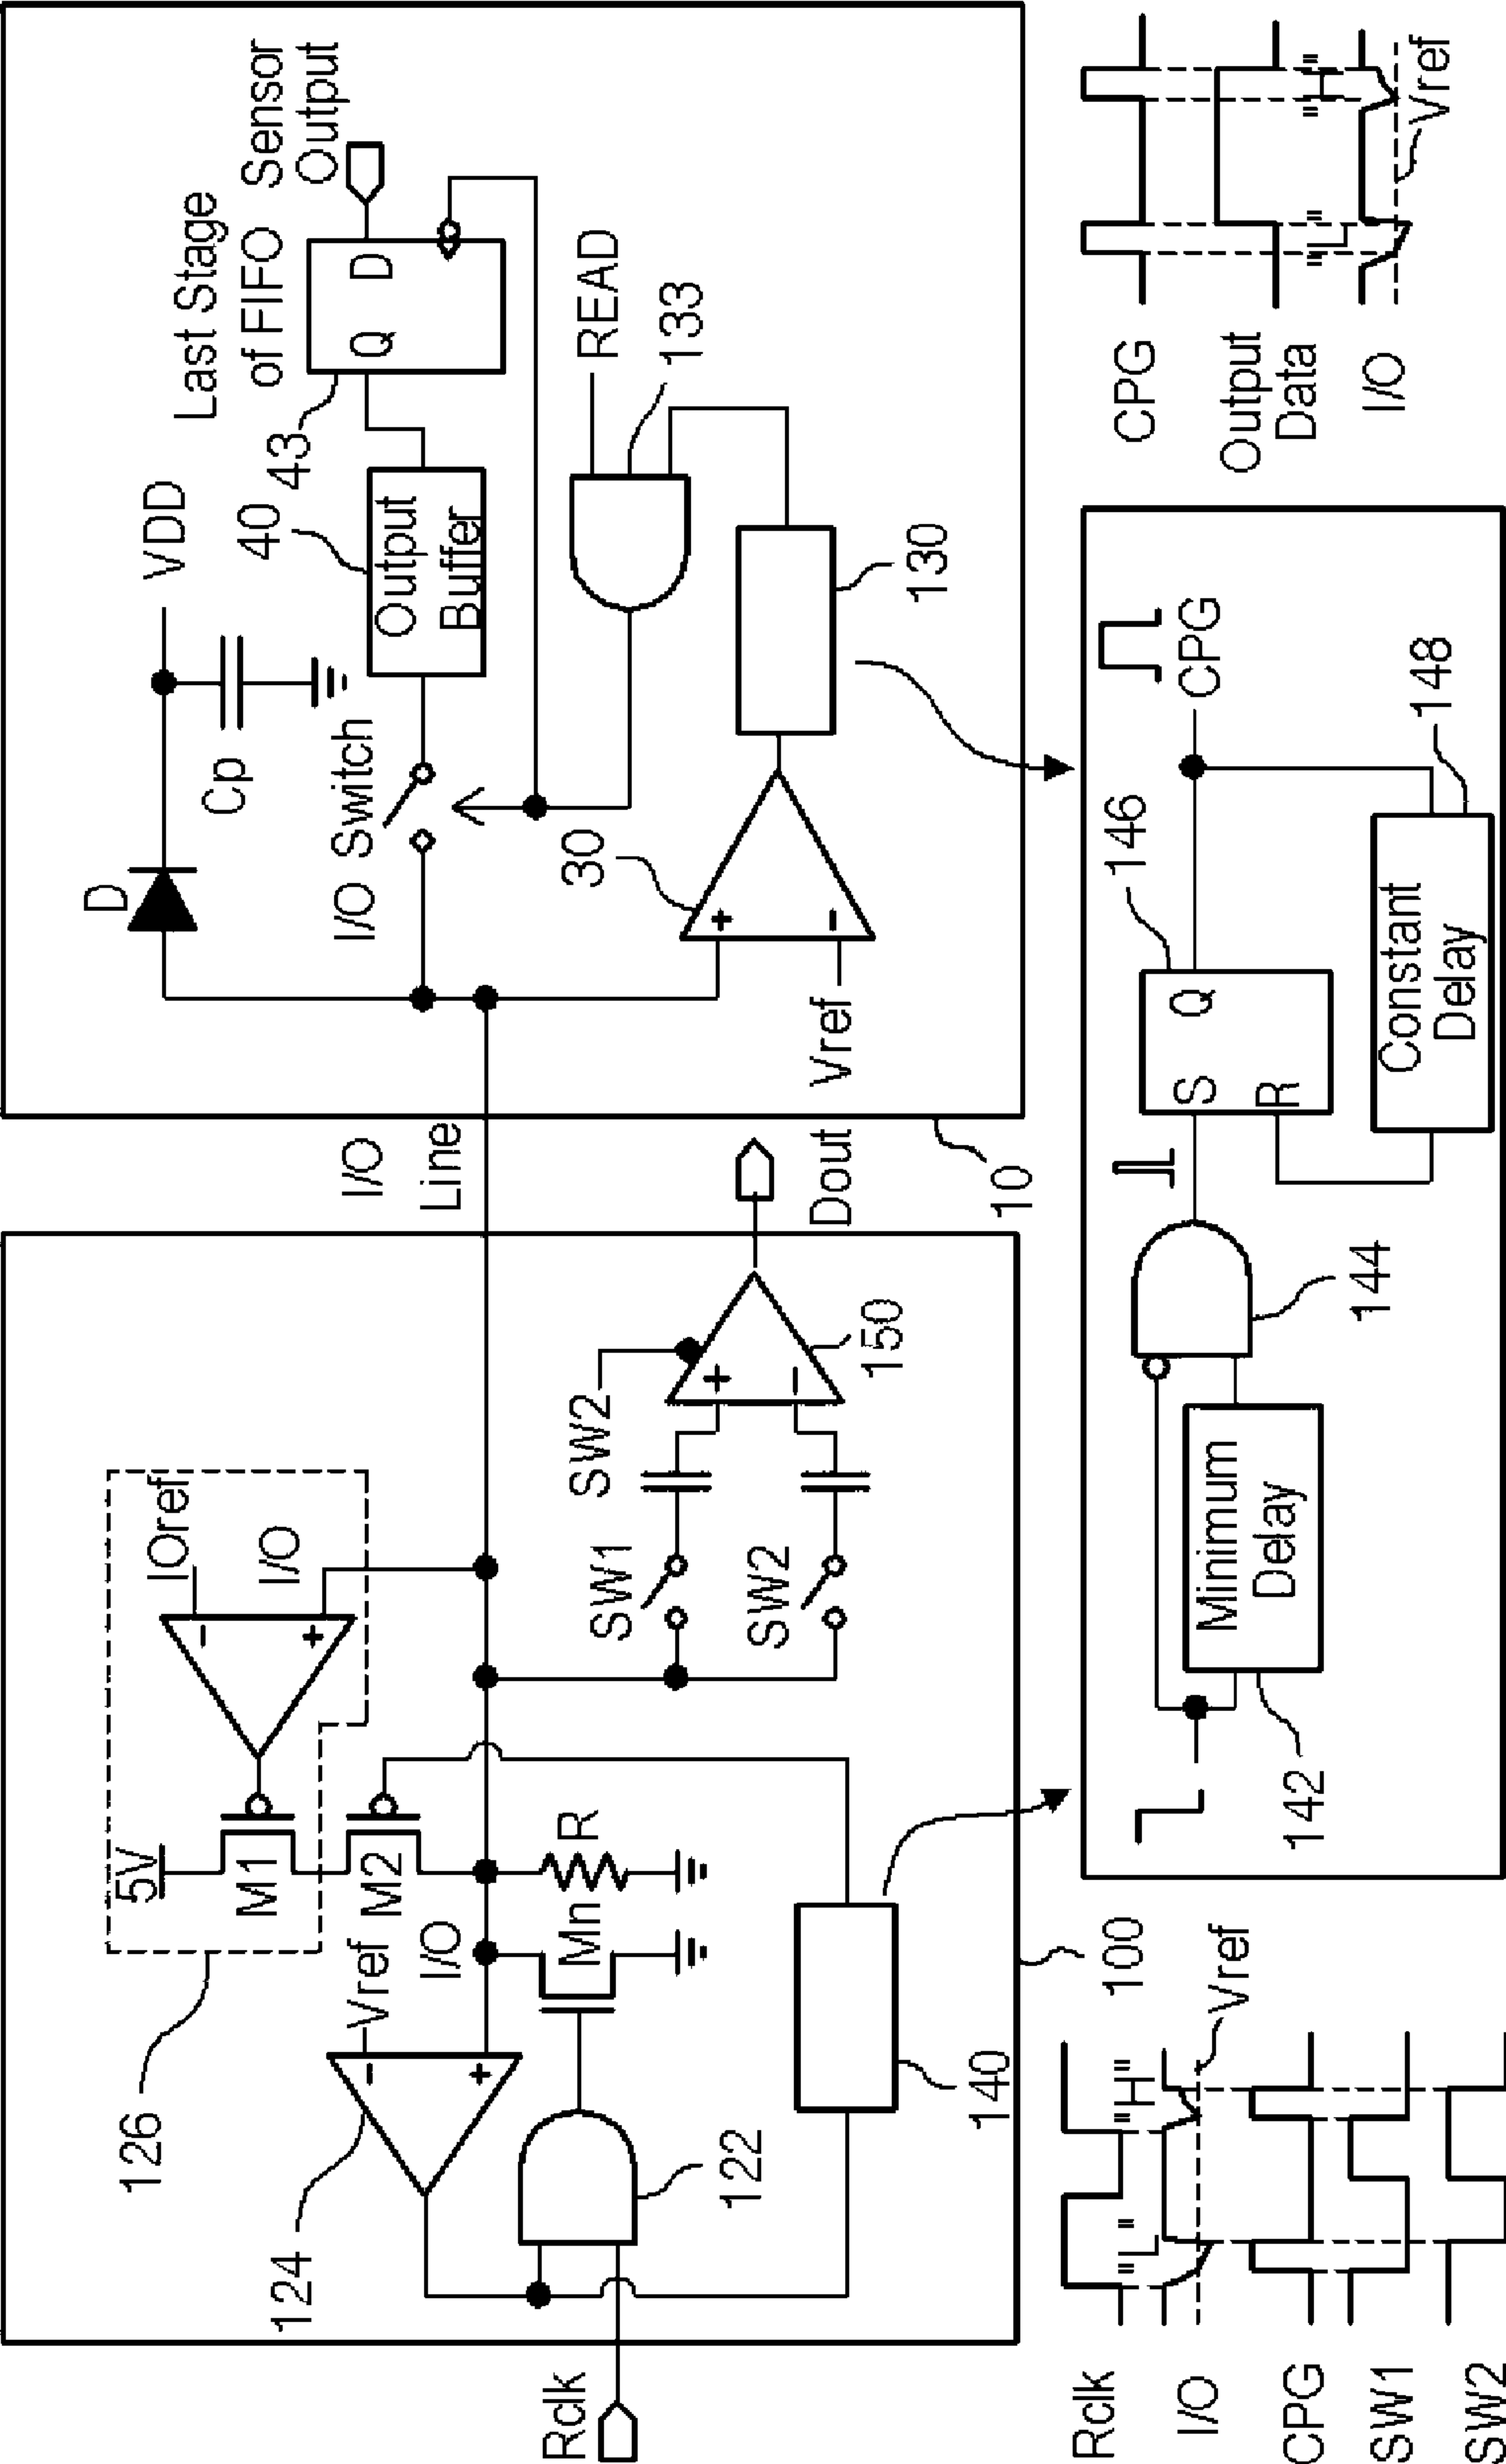 126
5V
M1
IOref
I/O
M2
124
Vref
I/O
R
Mn
122
Rclk
140
100
SW1
SW2
SW2
150
Dout
I/O
Line
10
D
VDD
Cp
I/O Switch
40
Output
Buffer
43
Last Stage
of FIFO
Q
D
Sensor
Output
30
Vref
READ
133
130
Rclk
I/O
CPG
SW1
SW2
"L"
"H"
Vref
142
Minimum
Delay
144
S
Q
R
146
Constant
Delay
148
CPG
CPG
Output
Data
I/O
"L"
"H"
Vref
+
-
+
-
+
-
+
-